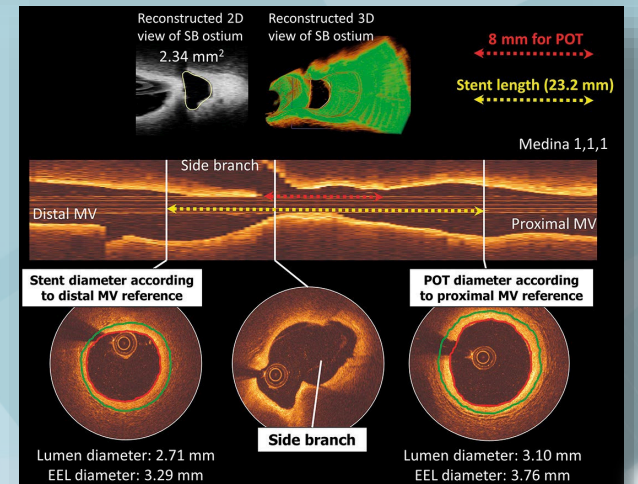 Reconstructed 2D
view of SB ostium
2.34 mm²
Reconstructed 3D
view of SB ostium
8 mm for POT
Stent length (23.2 mm)
Medina 1,1,1
Side branch
Distal MV
Proximal MV
Stent diameter according
to distal MV reference
POT diameter according
to proximal MV reference
Side branch
Lumen diameter: 2.71 mm
EEL diameter: 3.29 mm
Lumen diameter: 3.10 mm
EEL diameter: 3.76 mm